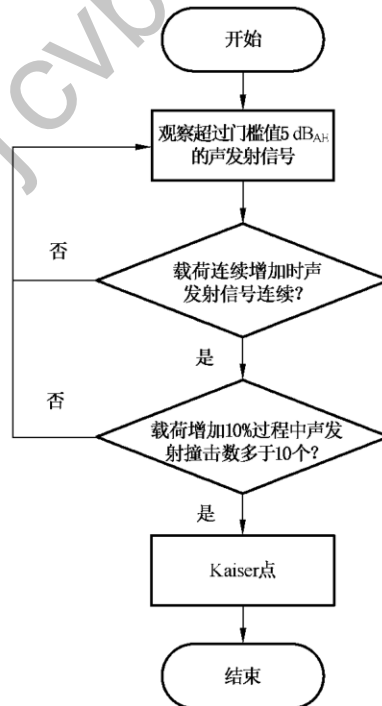 开始
观察超过门槛值5 dBAE
的声发射信号
否
载荷连续增加时声
发射信号连续?
是
否
载荷增加10%过程中声发
射撞击数多于10个?
是
Kaiser点
结束